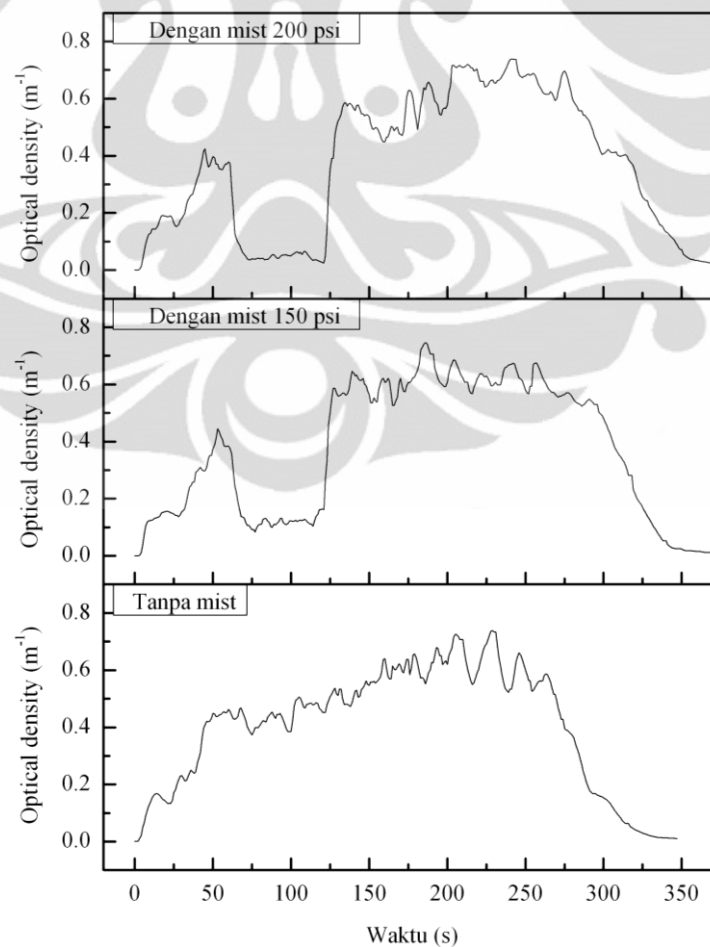 Dengan mist 200 psi
Optical density (m⁻¹)
0.8
0.6
0.4
0.2
0.0
Dengan mist 150 psi
Optical density (m⁻¹)
0.8
0.6
0.4
0.2
0.0
Tanpa mist
Optical density (m⁻¹)
0.8
0.6
0.4
0.2
0.0
0 50 100 150 200 250 300 350
Waktu (s)